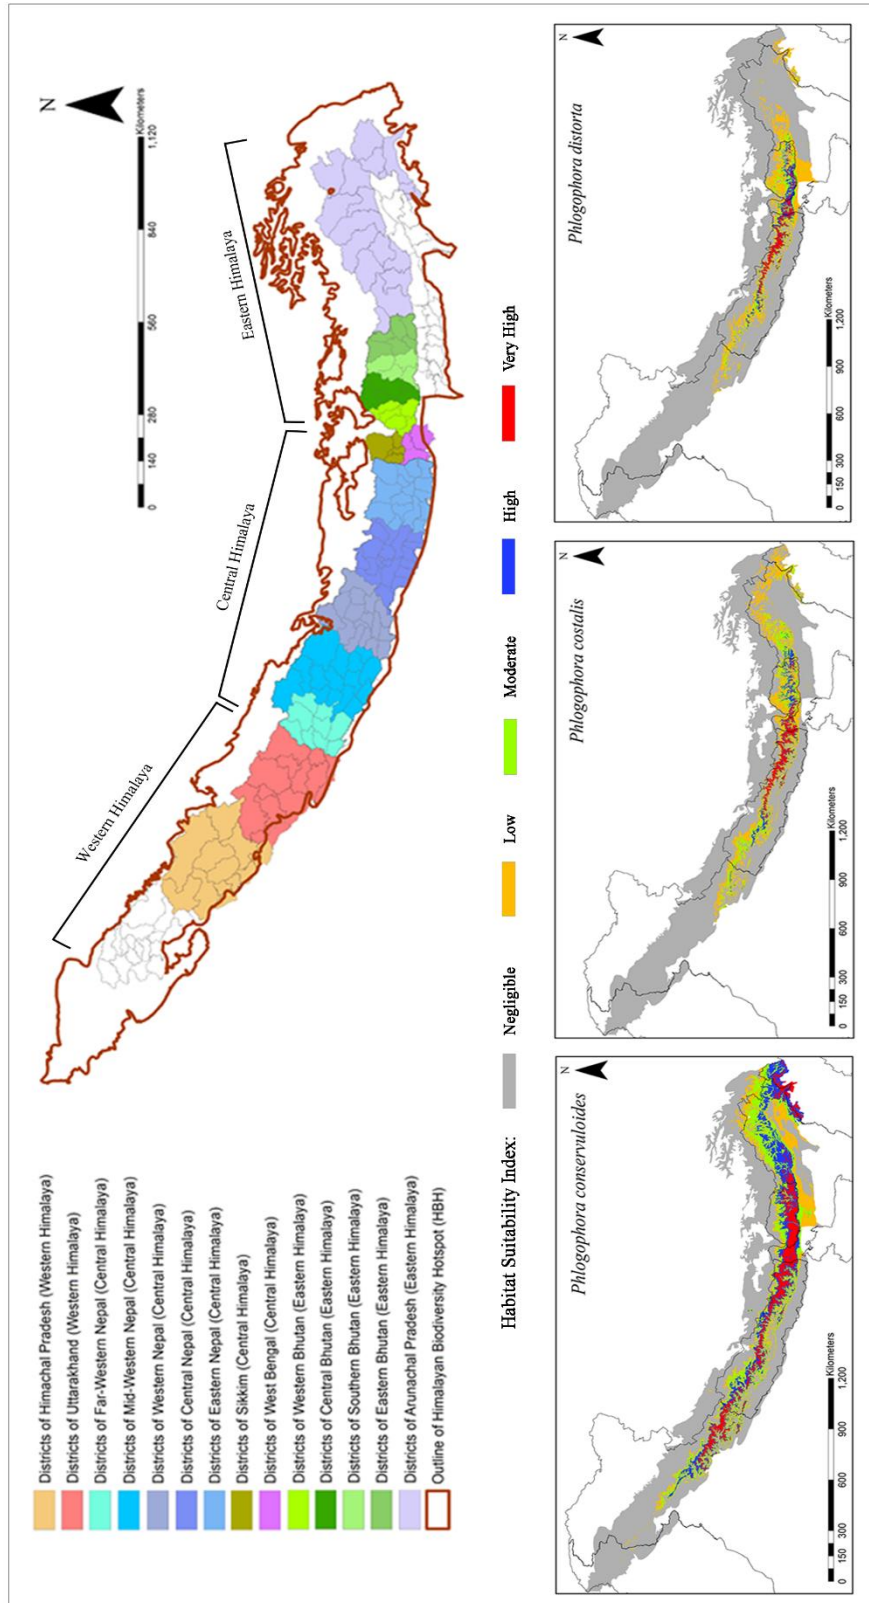 Western Himalaya
Central Himalaya
Eastern Himalaya
N
0 140 280 560 840 1,120
Kilometers
Districts of Himachal Pradesh (Western Himalaya)
Districts of Uttarakhand (Western Himalaya)
Districts of Far-Western Nepal (Central Himalaya)
Districts of Mid-Western Nepal (Central Himalaya)
Districts of Western Nepal (Central Himalaya)
Districts of Central Nepal (Central Himalaya)
Districts of Eastern Nepal (Central Himalaya)
Districts of Sikkim (Central Himalaya)
Districts of West Bengal (Central Himalaya)
Districts of Western Bhutan (Eastern Himalaya)
Districts of Central Bhutan (Eastern Himalaya)
Districts of Southern Bhutan (Eastern Himalaya)
Districts of Eastern Bhutan (Eastern Himalaya)
Districts of Arunachal Pradesh (Eastern Himalaya)
Outline of Himalayan Biodiversity Hotspot (HBH)
Habitat Suitability Index: Negligible Low Moderate High Very High
Phlogophora conservuloides
N
0 150 300 600 900 1,200
Kilometers
Phlogophora costalis
N
0 150 300 600 900 1,200
Kilometers
Phlogophora distorta
N
0 150 300 600 900 1,200
Kilometers